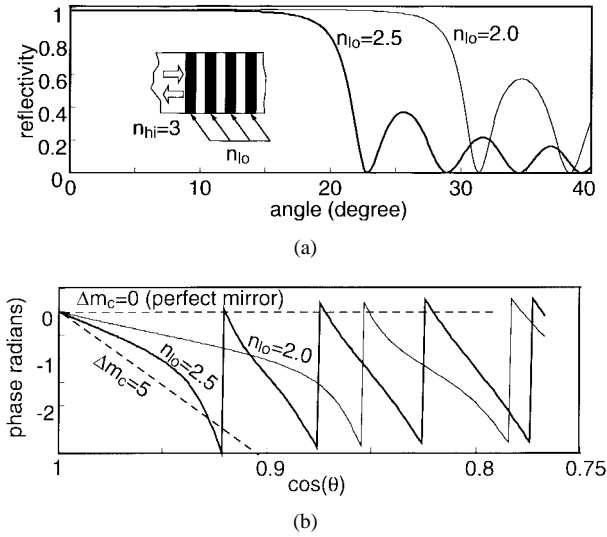 1
0.8
0.6
0.4
0.2
0
reflectivity
n_lo=2.5
n_lo=2.0
n_hi=3
n_lo
0 10 20 30 40
angle (degree)
(a)
0
-1
-2
phase radians
Δm_c=0 (perfect mirror)
n_lo=2.0
n_lo=2.5
Δm_c=5
1 0.9 0.8 0.75
cos(θ)
(b)